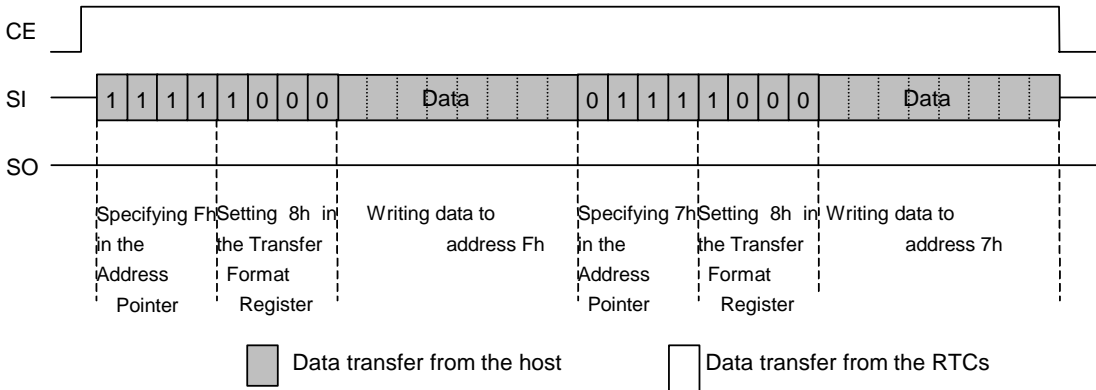 CE
SI 1 1 1 1 1 0 0 0 Data 0 1 1 1 1 0 0 0 Data
SO
Specifying Fh Setting 8h in Writing data to Specifying 7h Setting 8h in Writing data to
in the the Transfer address Fh in the the Transfer address 7h
Address Format Address Format
Pointer Register Pointer Register
Data transfer from the host Data transfer from the RTCs